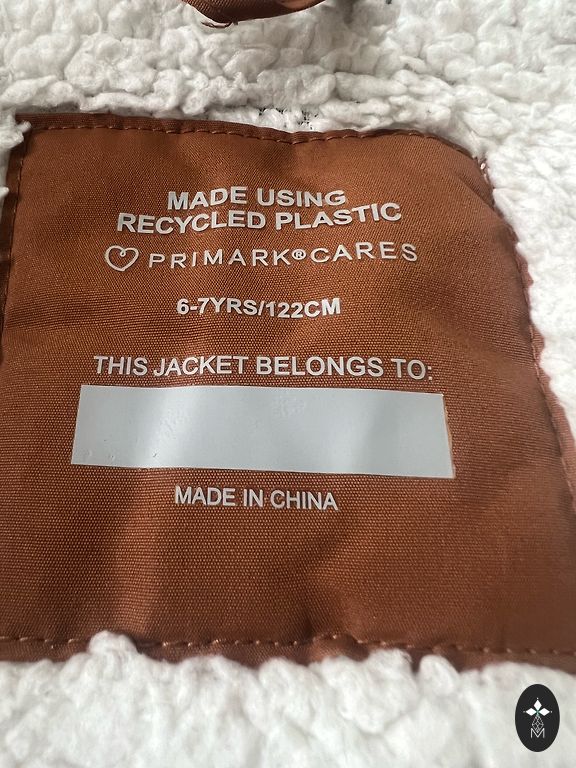 MADE USING
RECYCLED PLASTIC
PRIMARK®CARES
6-7YRS/122CM
THIS JACKET BELONGS TO:
MADE IN CHINA
M